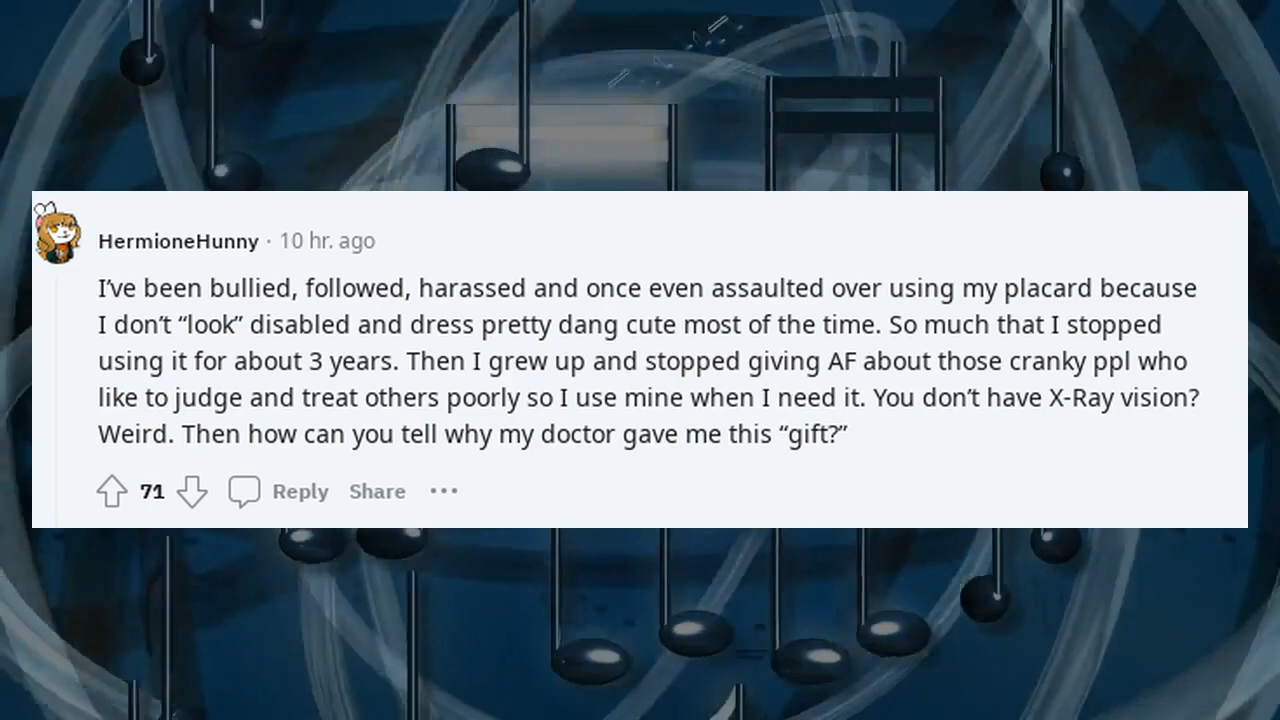 HermioneHunny · 10 hr. ago
I’ve been bullied, followed, harassed and once even assaulted over using my placard because
I don’t “look” disabled and dress pretty dang cute most of the time. So much that I stopped
using it for about 3 years. Then I grew up and stopped giving AF about those cranky ppl who
like to judge and treat others poorly so I use mine when I need it. You don’t have X-Ray vision?
Weird. Then how can you tell why my doctor gave me this “gift?”
71 Reply Share ···